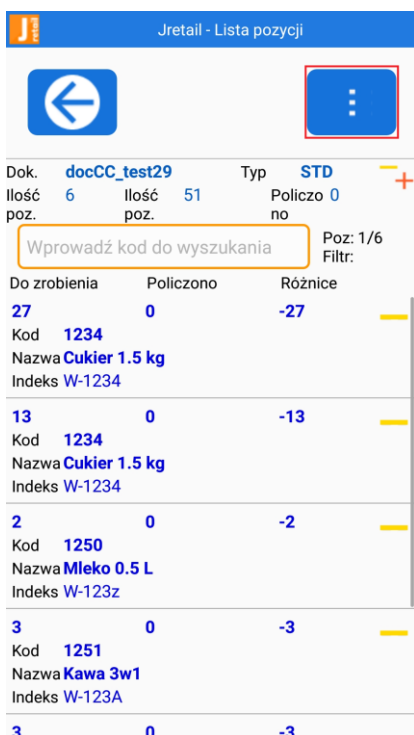 J retail
Jretail - Lista pozycji
Dok. docCC_test29 Typ STD
Ilość poz. 6 Ilość poz. 51 Policzono 0
Wprowadź kod do wyszukania
Poz: 1/6
Filtr:
Do zrobienia Policzono Różnice
27 0 -27
Kod 1234
Nazwa Cukier 1.5 kg
Indeks W-1234
13 0 -13
Kod 1234
Nazwa Cukier 1.5 kg
Indeks W-1234
2 0 -2
Kod 1250
Nazwa Mleko 0.5 L
Indeks W-123z
3 0 -3
Kod 1251
Nazwa Kawa 3w1
Indeks W-123A
3 0 -3